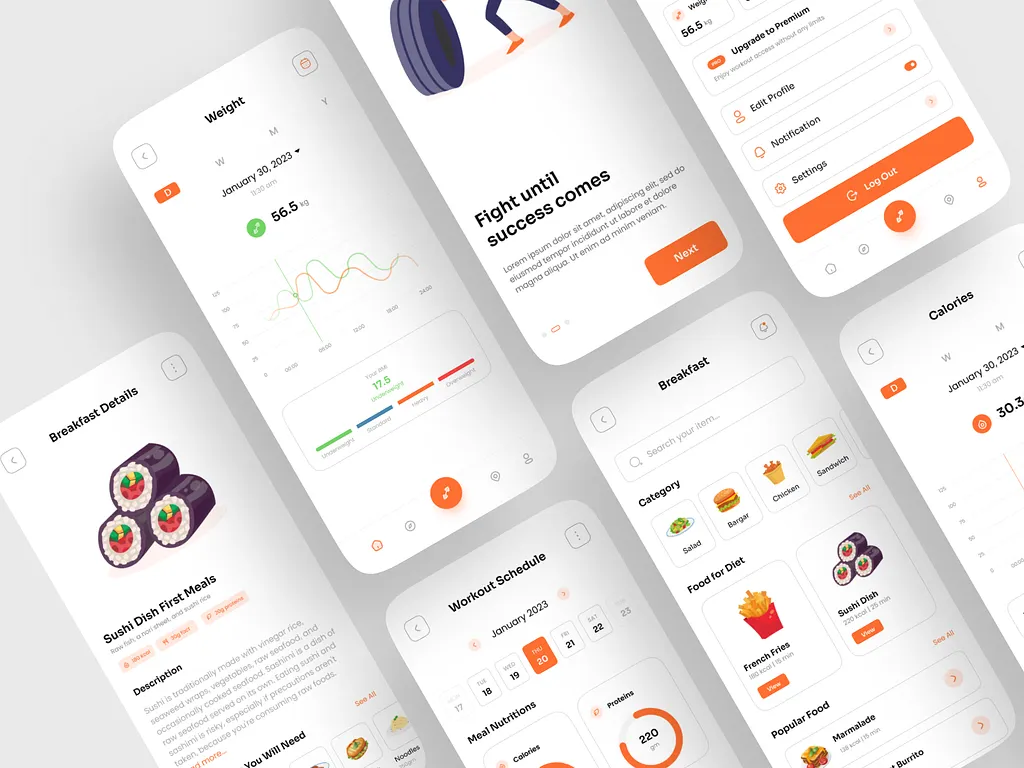 Weight
D
W
M
Y
January 30, 2023
11:30 am
56.5 kg
125
100
75
50
25
0
00:00
06:00
12:00
18:00
24:00
Your BMI
17.5
Underweight
Underweight
Standard
Heavy
Overweight
Fight until
success comes
Lorem ipsum dolor sit amet, adipiscing elit, sed do
eiusmod tempor incididunt ut labore et dolore
magna aliqua. Ut enim ad minim veniam.
Next
56.5 kg
PRO
Upgrade to Premium
Enjoy workout access without any limits
Edit Profile
Notification
Settings
Log Out
Breakfast Details
Sushi Dish First Meals
Raw fish, a non sheet, and sushi rice
Description
Sushi is traditionally made with vinegar rice,
seaweed wraps, vegetables, raw seafood, and
occasionally cooked seafood. Sashimi is a dish of
raw seafood served on its own. Eating sushi and
sashimi is risky, especially if precautions aren't
taken, because you're consuming raw foods.
more...
You Will Need
See All
Noodles
Workout Schedule
January 2023
17
TUE
18
WED
19
THU
20
FRI
21
SAT
22
23
Meal Nutritions
Calories
Proteins
220
gm
Breakfast
Search your item...
Category
See All
Salad
Bargar
Chicken
Sandwich
Food for Diet
French Fries
189 kcal | 15 min
View
Sushi Dish
220 kcal | 25 min
View
Popular Food
See All
Marmalade
128 kcal | 15 min
Burrito
Calories
D
W
M
January 30, 2023
11:30 am
30.3
125
100
75
50
25
0
00:00